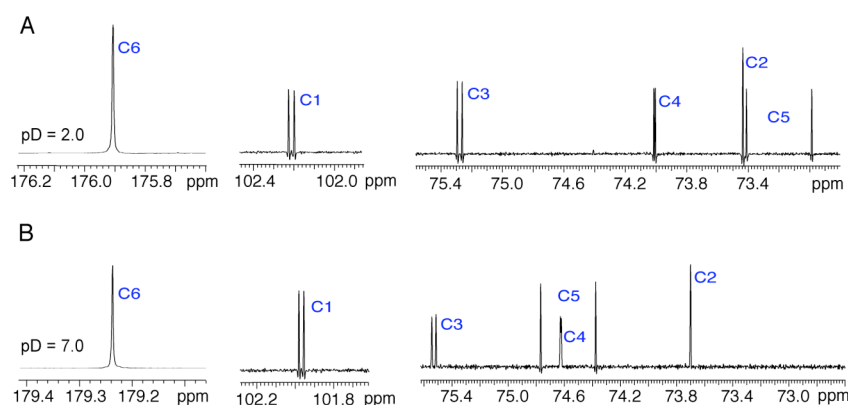 A
C6
C1
C3
C4
C2
C5
pD = 2.0
176.2 176.0 175.8 ppm
102.4 102.0 ppm
75.4 75.0 74.6 74.2 73.8 73.4
B
C6
C1
C3
C5
C4
C2
pD = 7.0
179.4 179.3 179.2 ppm
102.2 101.8 ppm
75.4 75.0 74.6 74.2 73.8 73.4 73.0 ppm